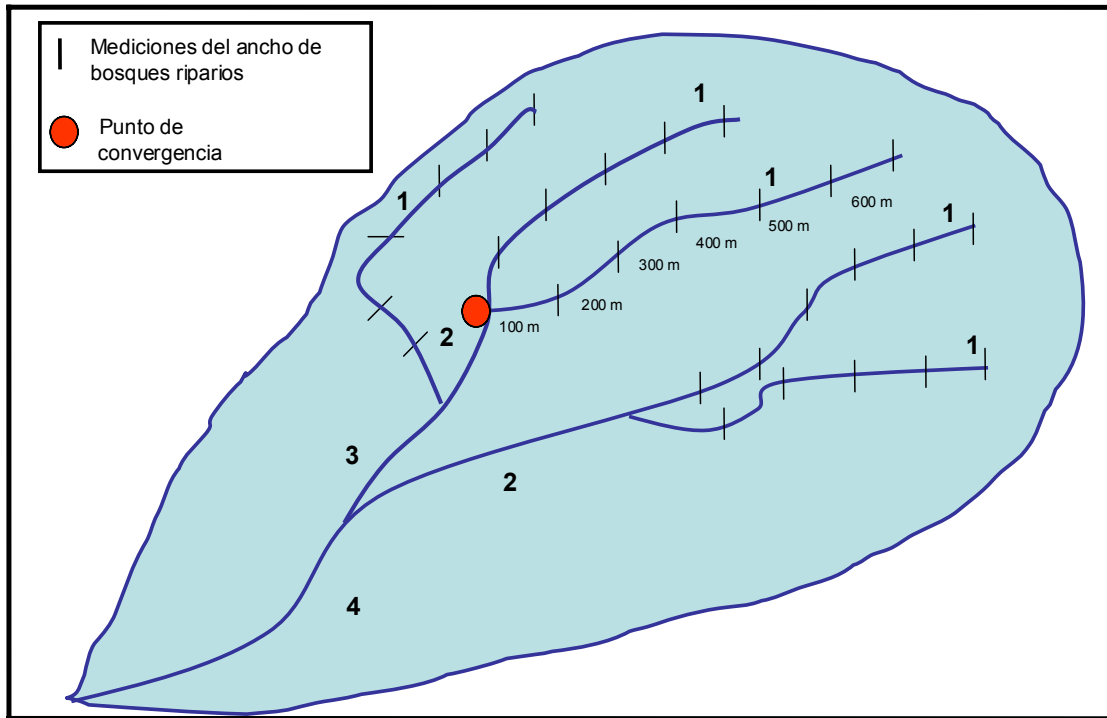 Mediciones del ancho de
bosques riparios
Punto de
convergencia
1
1
1
1
600 m
500 m
400 m
300 m
200 m
100 m
2
1
3
2
4